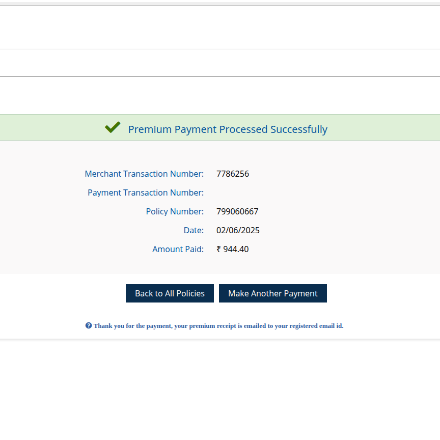 Premium Payment Processed Successfully
Merchant Transaction Number: 7786256
Payment Transaction Number:
Policy Number: 799060667
Date: 02/06/2025
Amount Paid: ₹ 944.40
Back to All Policies Make Another Payment
Thank you for the payment, your premium receipt is emailed to your registered email id.